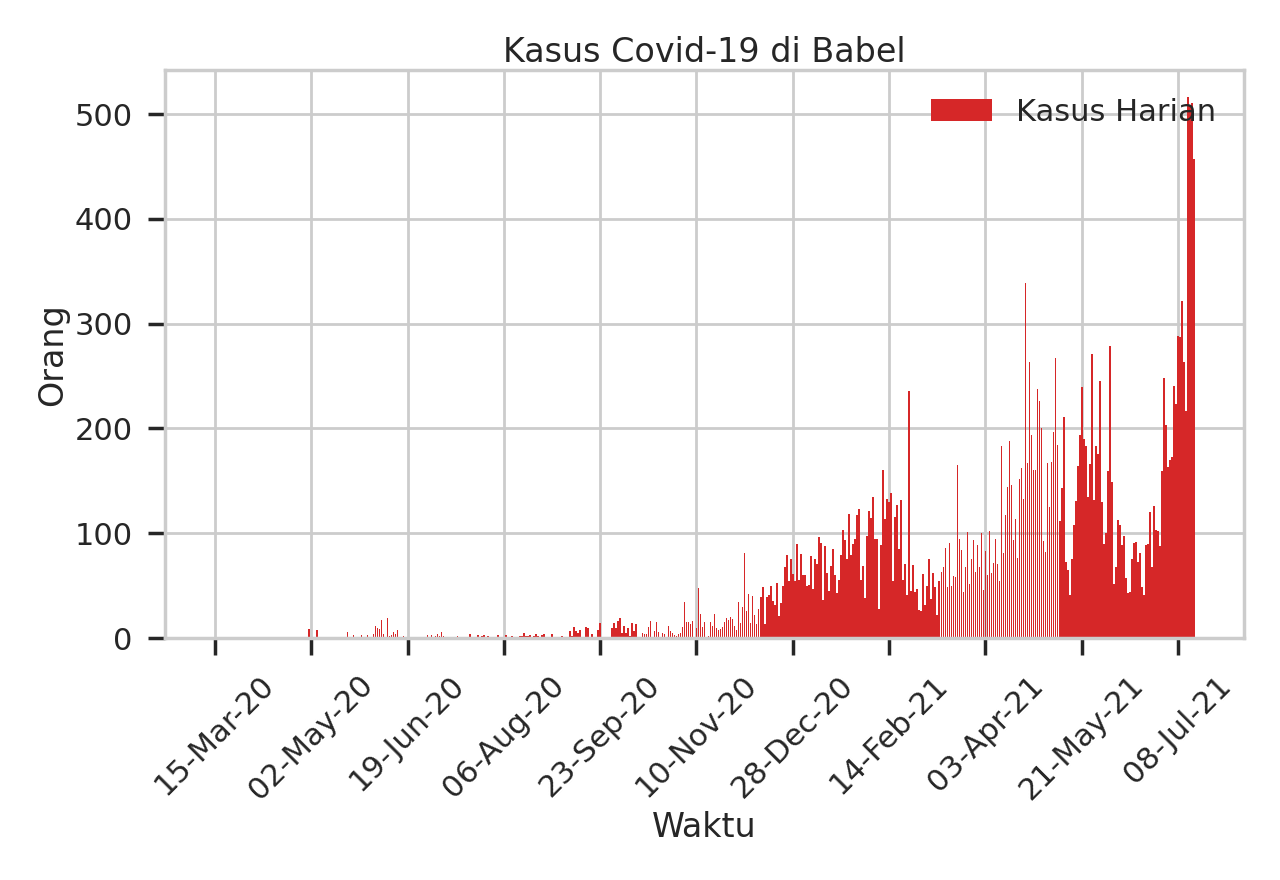 Kasus Covid-19 di Babel
Kasus Harian
Orang
500
400
300
200
100
0
15-Mar-20
02-May-20
19-Jun-20
06-Aug-20
23-Sep-20
10-Nov-20
28-Dec-20
14-Feb-21
03-Apr-21
21-May-21
08-Jul-21
Waktu